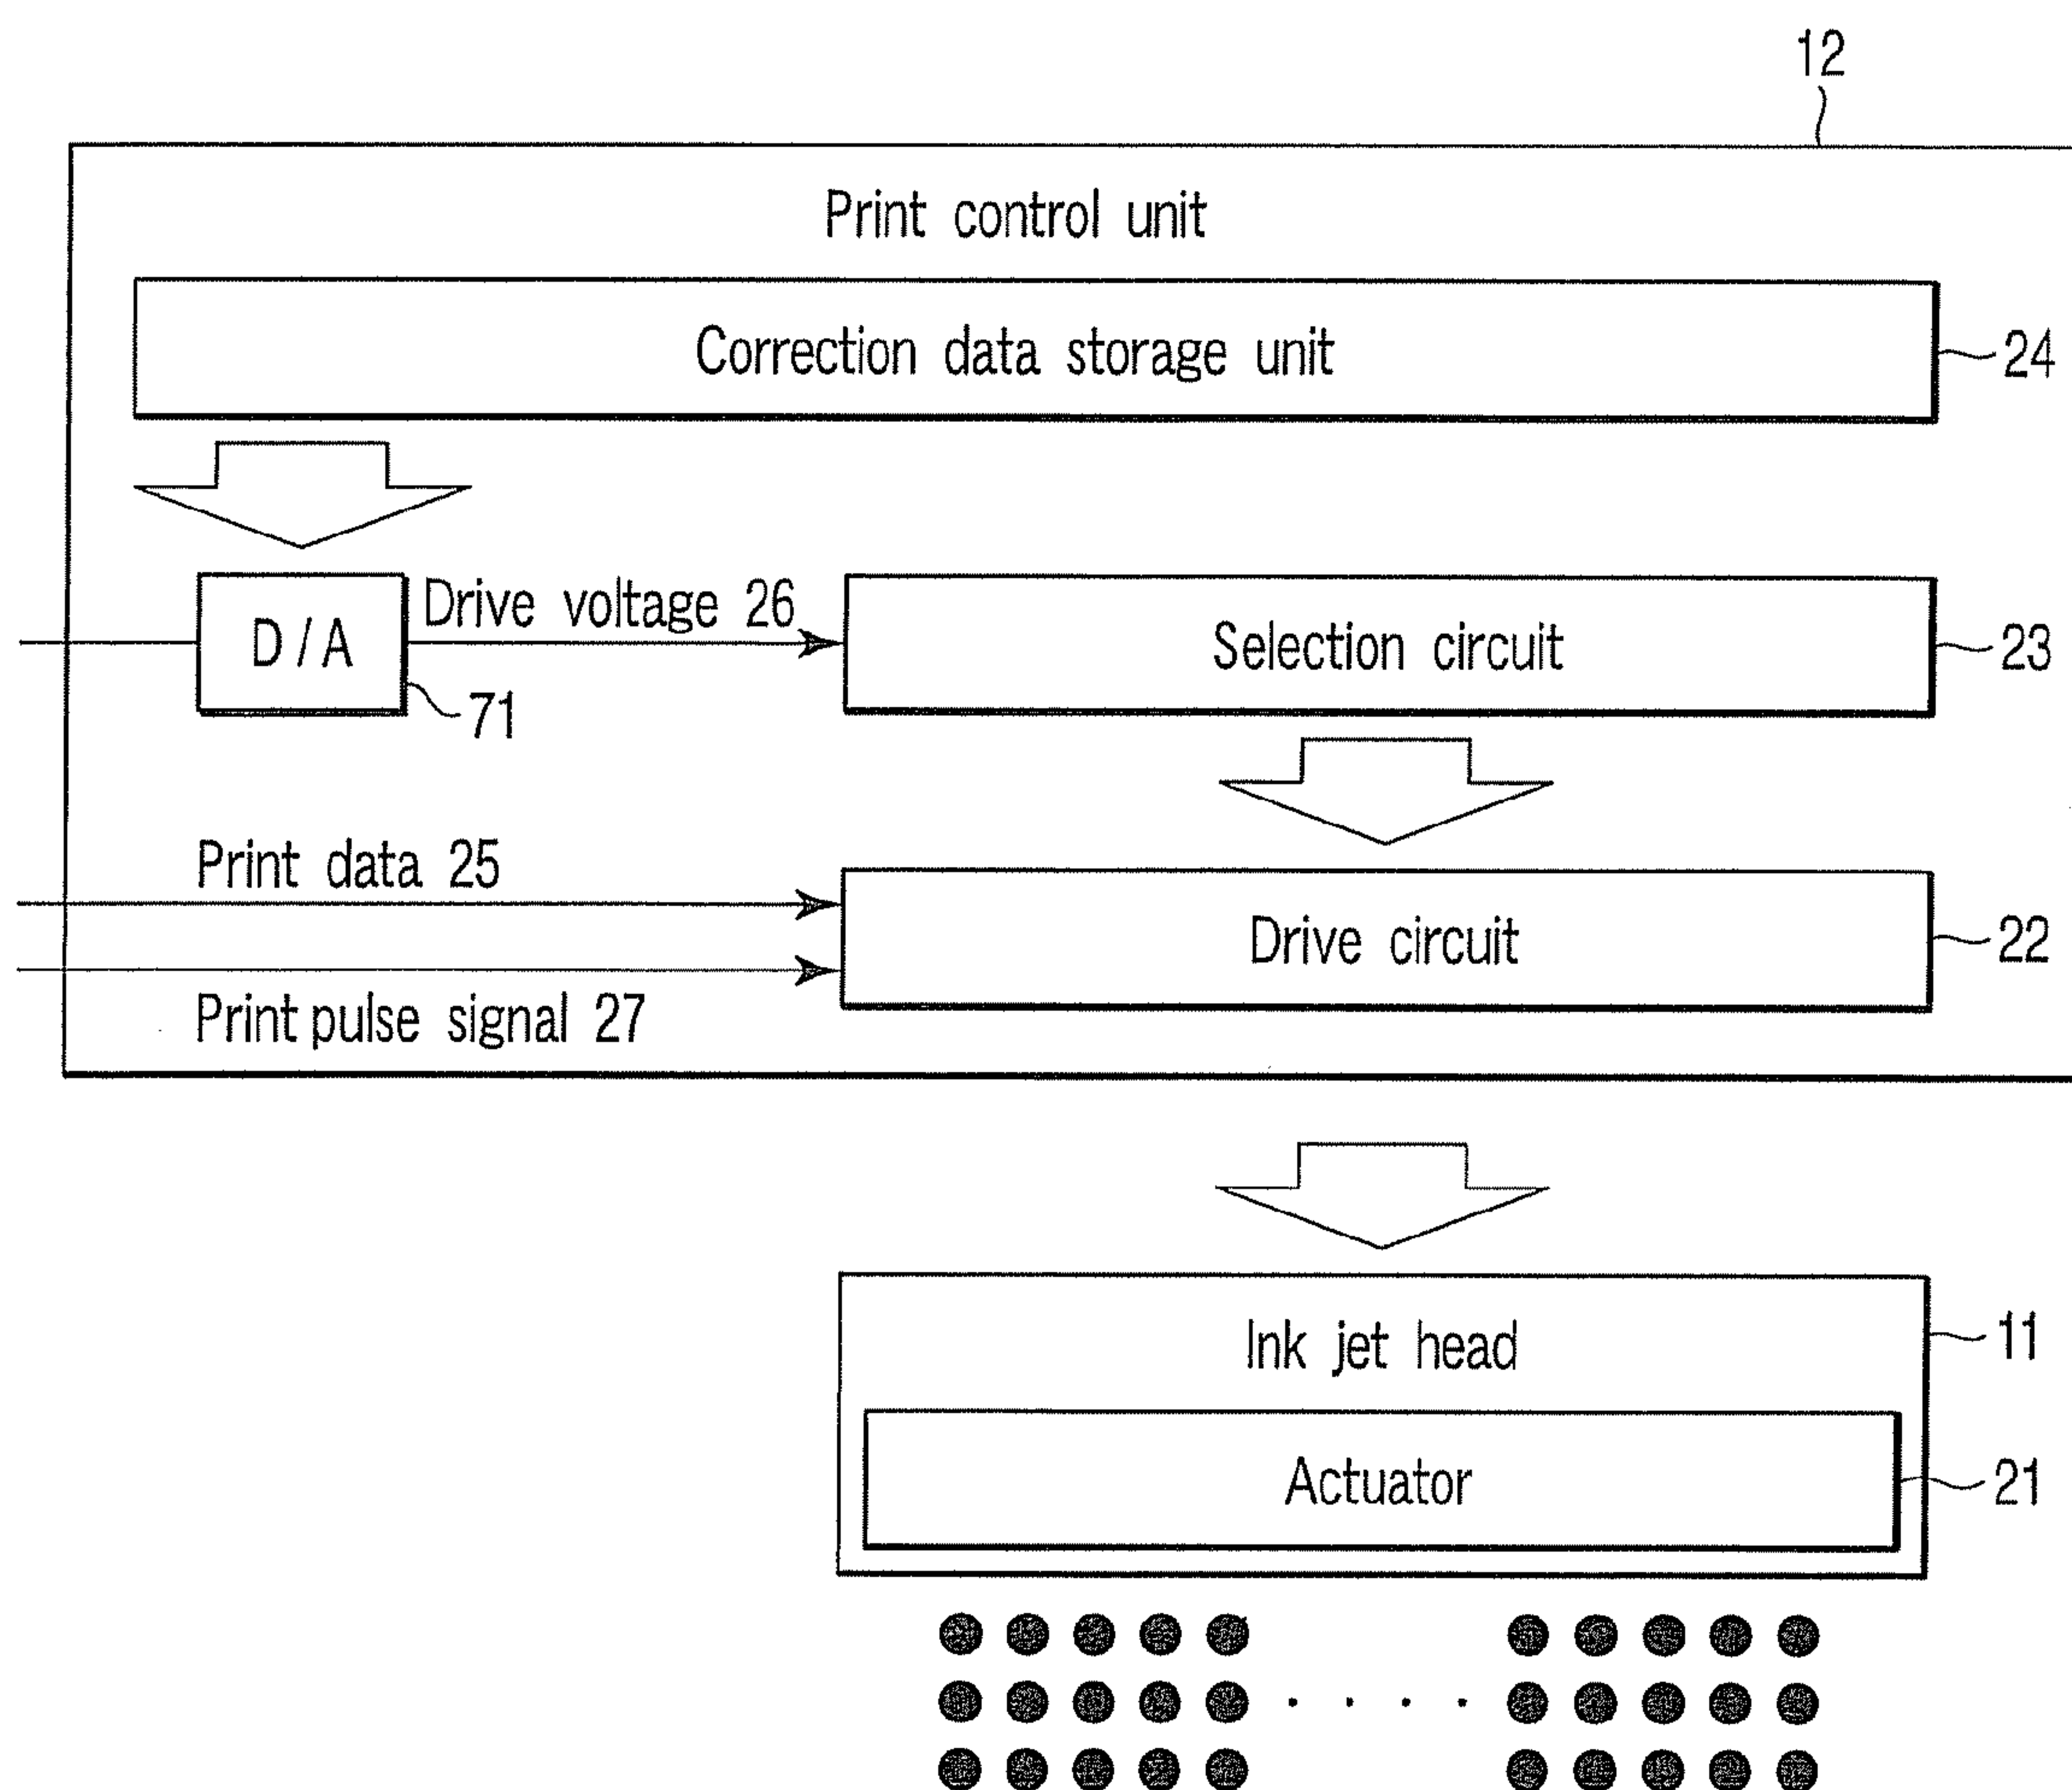 12
Print control unit
Correction data storage unit
24
D/A
Drive voltage 26
71
Selection circuit
23
Print data 25
Print pulse signal 27
Drive circuit
22
Ink jet head
11
Actuator
21